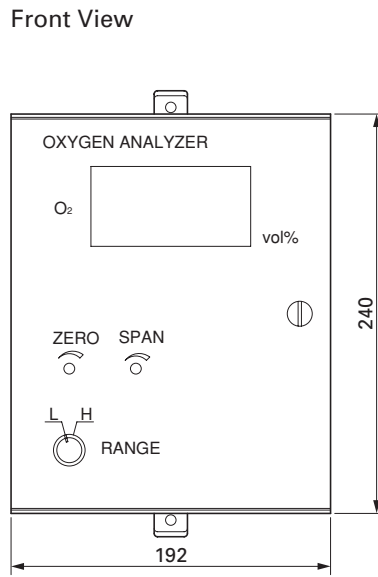 Front View
OXYGEN ANALYZER
O₂
vol%
240
ZERO SPAN
L H
RANGE
192